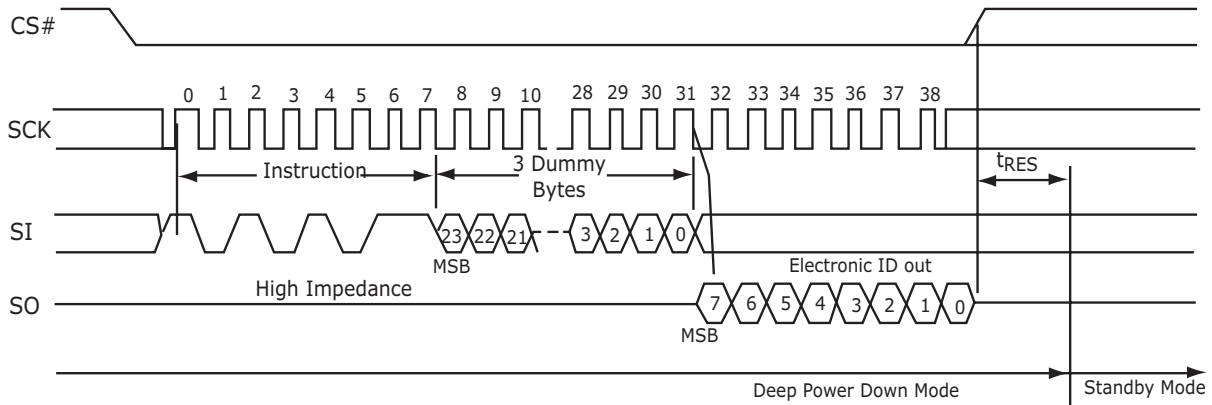 CS#
0 1 2 3 4 5 6 7 8 9 10 28 29 30 31 32 33 34 35 36 37 38
SCK
Instruction
3 Dummy
Bytes
tRES
SI
23 22 21 3 2 1 0
MSB
Electronic ID out
High Impedance
SO
7 6 5 4 3 2 1 0
MSB
Deep Power Down Mode
Standby Mode